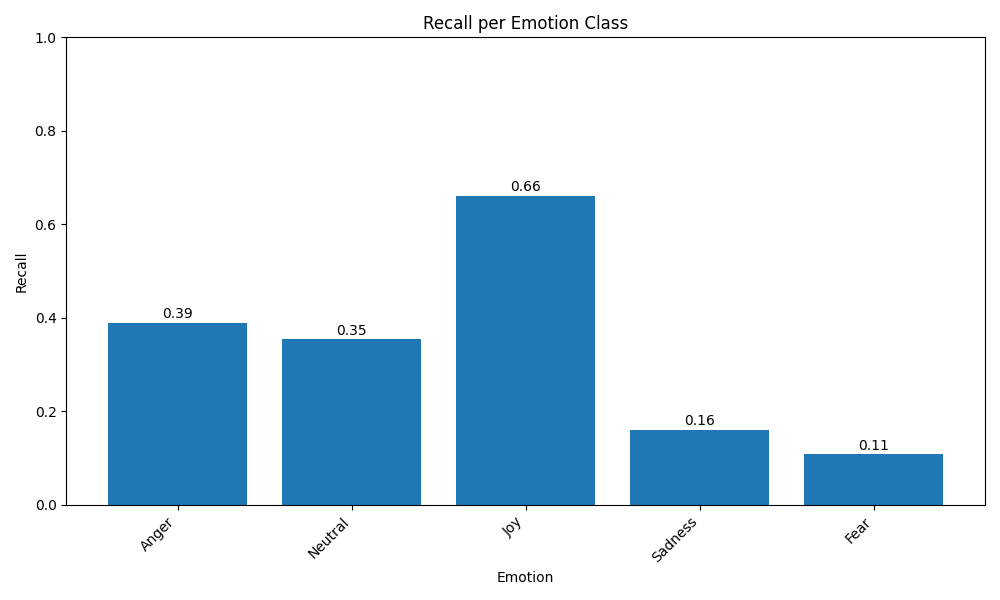 Recall per Emotion Class
1.0
0.8
0.6
0.4
0.2
0.0
Recall
0.39
0.35
0.66
0.16
0.11
Anger
Neutral
Joy
Sadness
Fear
Emotion